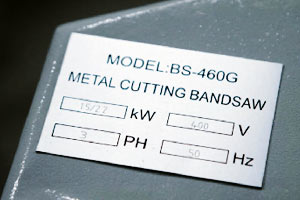 MODEL:BS-460G
METAL CUTTING BANDSAW
15/22 kW 400 V
3 PH 50 Hz